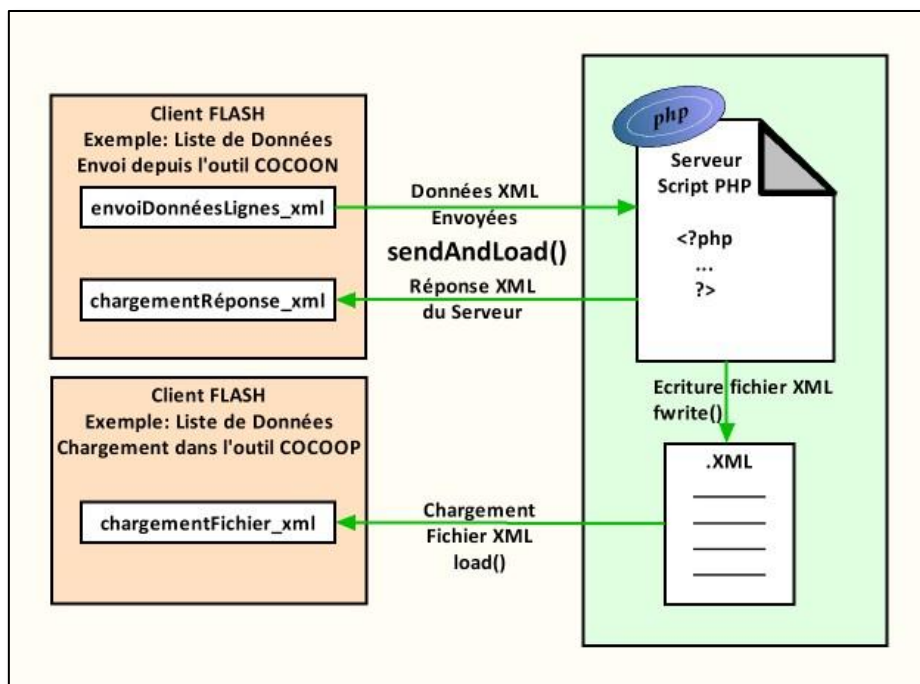 Client FLASH
Exemple: Liste de Données
Envoi depuis l'outil COCOON
envoiDonnéesLignes_xml
chargementRéponse_xml
Données XML
Envoyées
sendAndLoad()
Réponse XML
du Serveur
php
Serveur
Script PHP
<?php
...
?>
Client FLASH
Exemple: Liste de Données
Chargement dans l'outil COCOOP
chargementFichier_xml
Ecriture fichier XML
fwrite()
.XML
Chargement
Fichier XML
load()